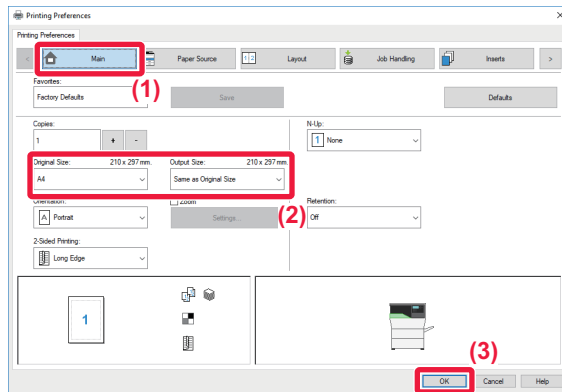 Printing Preferences
Printing Preferences
Main
Paper Source
1 2
Layout
Job Handling
Inserts
>
(1)
Favorites:
Factory Defaults
Save
Defaults
Copies:
1
+
-
N-Up:
1 None
Original Size: 210 x 297 mm.
Output Size: 210 x 297 mm.
A4
Same as Original Size
(2)
Orientation:
Zoom
Retention:
A Portrait
Settings...
Off
2-Sided Printing:
Long Edge
1
(3)
OK
Cancel
Help